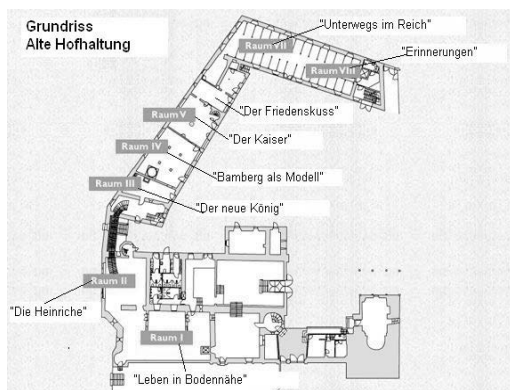 Grundriss
Alte Hofhaltung
"Unterwegs im Reich"
Raum VII
"Erinnerungen"
Raum VIII
"Der Friedenskuss"
Raum V
"Der Kaiser"
Raum IV
"Bamberg als Modell"
Raum III
"Der neue König"
Raum II
"Die Heinriche"
Raum I
"Leben in Bodennähe"